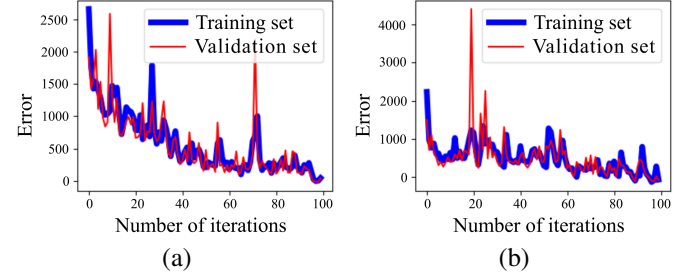 2500
2000
1500
1000
500
0
Error
Training set
Validation set
0 20 40 60 80 100
Number of iterations
(a)
4000
3000
2000
1000
0
Error
Training set
Validation set
0 20 40 60 80 100
Number of iterations
(b)